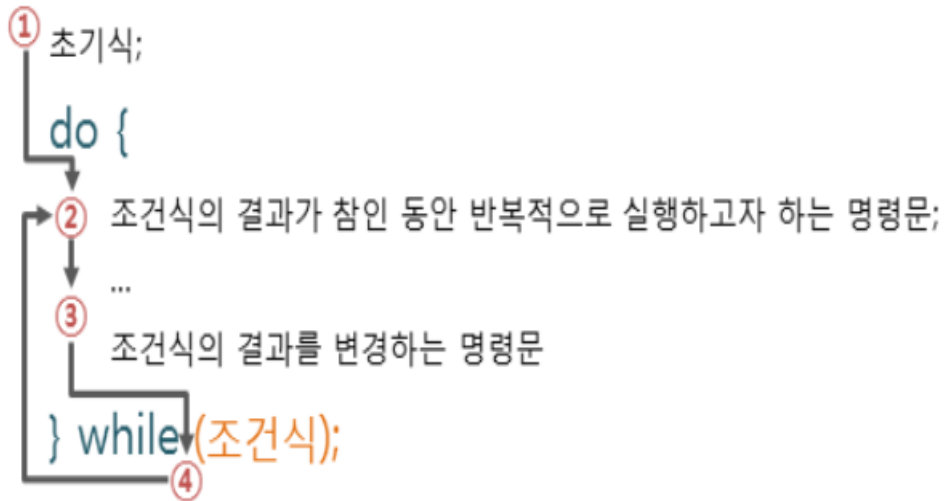 ① 초기식;
do {
② 조건식의 결과가 참인 동안 반복적으로 실행하고자 하는 명령문;
...
③
조건식의 결과를 변경하는 명령문
} while (조건식);
④